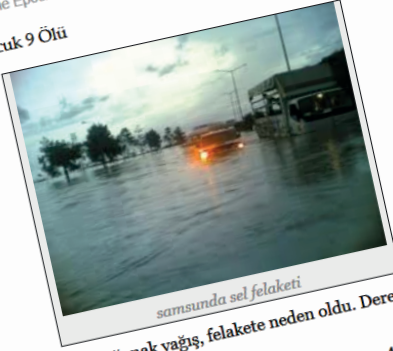 9 Ölü
samsunda sel felaketi
yağış, felakete neden oldu. Dere